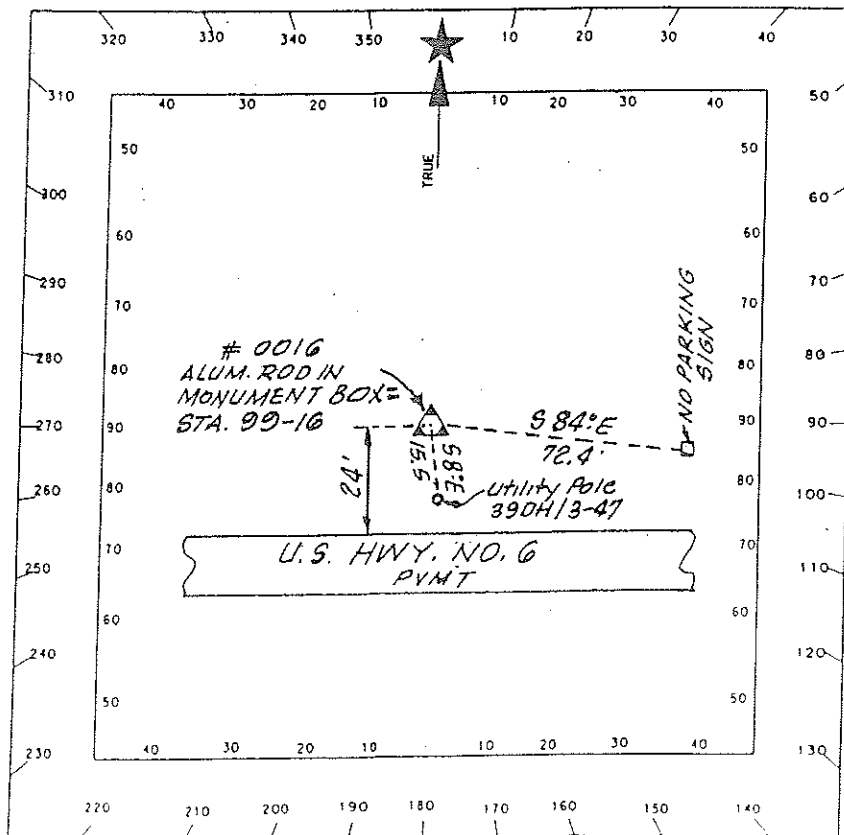 320 330 340 350 10 20 30 40
310 50
40 30 20 10 10 20 30 40
50 50
TRUE
300 60
60 60
290 70
70 70
NO PARKING
SIGN
# 0016
280 80 80 80
ALUM. ROD IN
MONUMENT BOX=
STA. 99-16
270 90 90 90
S 84° E
72.4'
24'
15.5
S 8° E
80 80
260 100
Utility Pole
39DH/3-47
70 70
U.S. HWY. NO. 6
PVMT
250 110
60 60
240 120
50 50
40 30 20 10 10 20 30 40
230 130
220 210 200 190 180 170 160 150 140